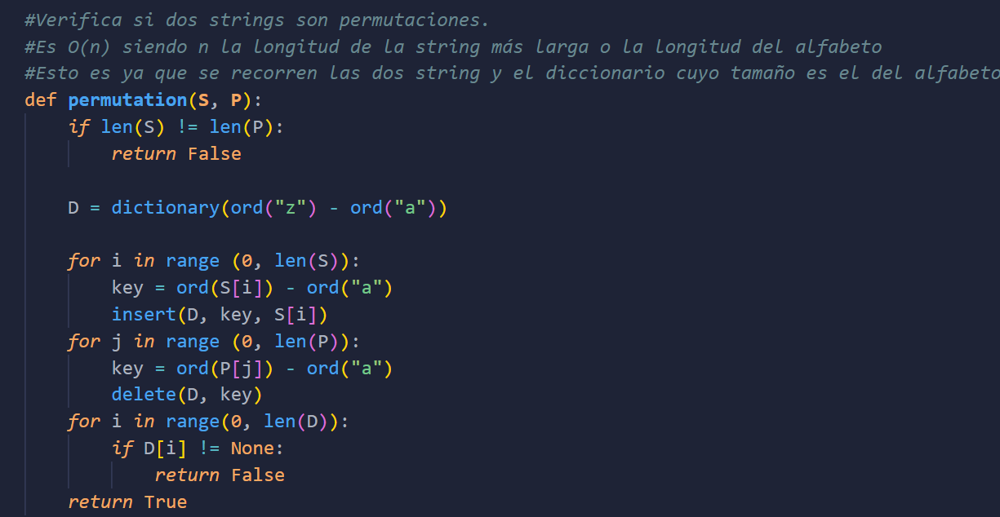 #Verifica si dos strings son permutaciones.
#Es O(n) siendo n la longitud de la string más larga o la longitud del alfabeto
#Esto es ya que se recorren las dos string y el diccionario cuyo tamaño es el del alfabeto
def permutation(S, P):
    if len(S) != len(P):
        return False

    D = dictionary(ord("z") - ord("a"))

    for i in range (0, len(S)):
        key = ord(S[i]) - ord("a")
        insert(D, key, S[i])
    for j in range (0, len(P)):
        key = ord(P[j]) - ord("a")
        delete(D, key)
    for i in range(0, len(D)):
        if D[i] != None:
            return False
    return True